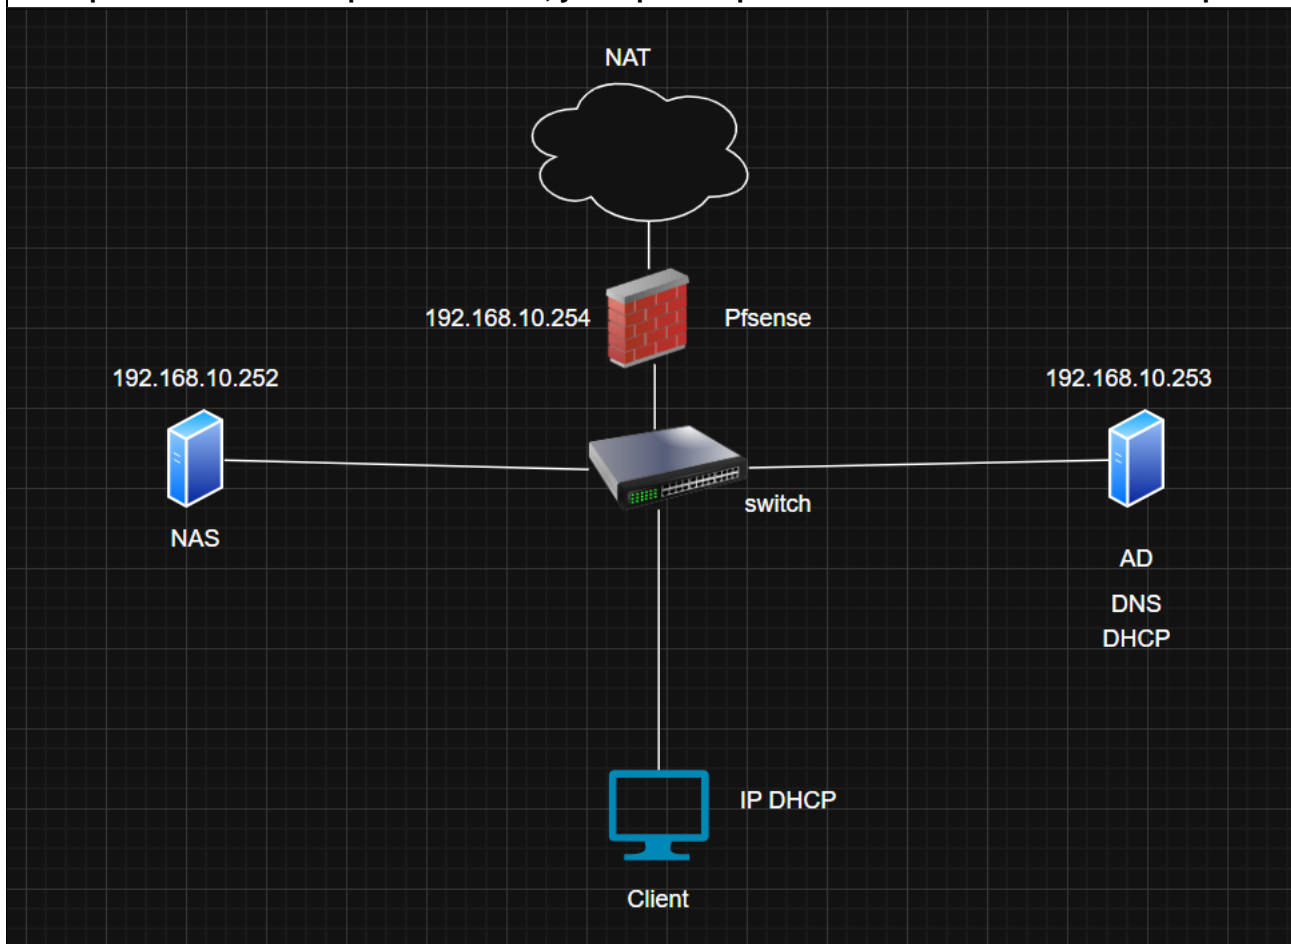 NAT
192.168.10.254
Pfsense
192.168.10.252
192.168.10.253
switch
NAS
AD
DNS
DHCP
IP DHCP
Client